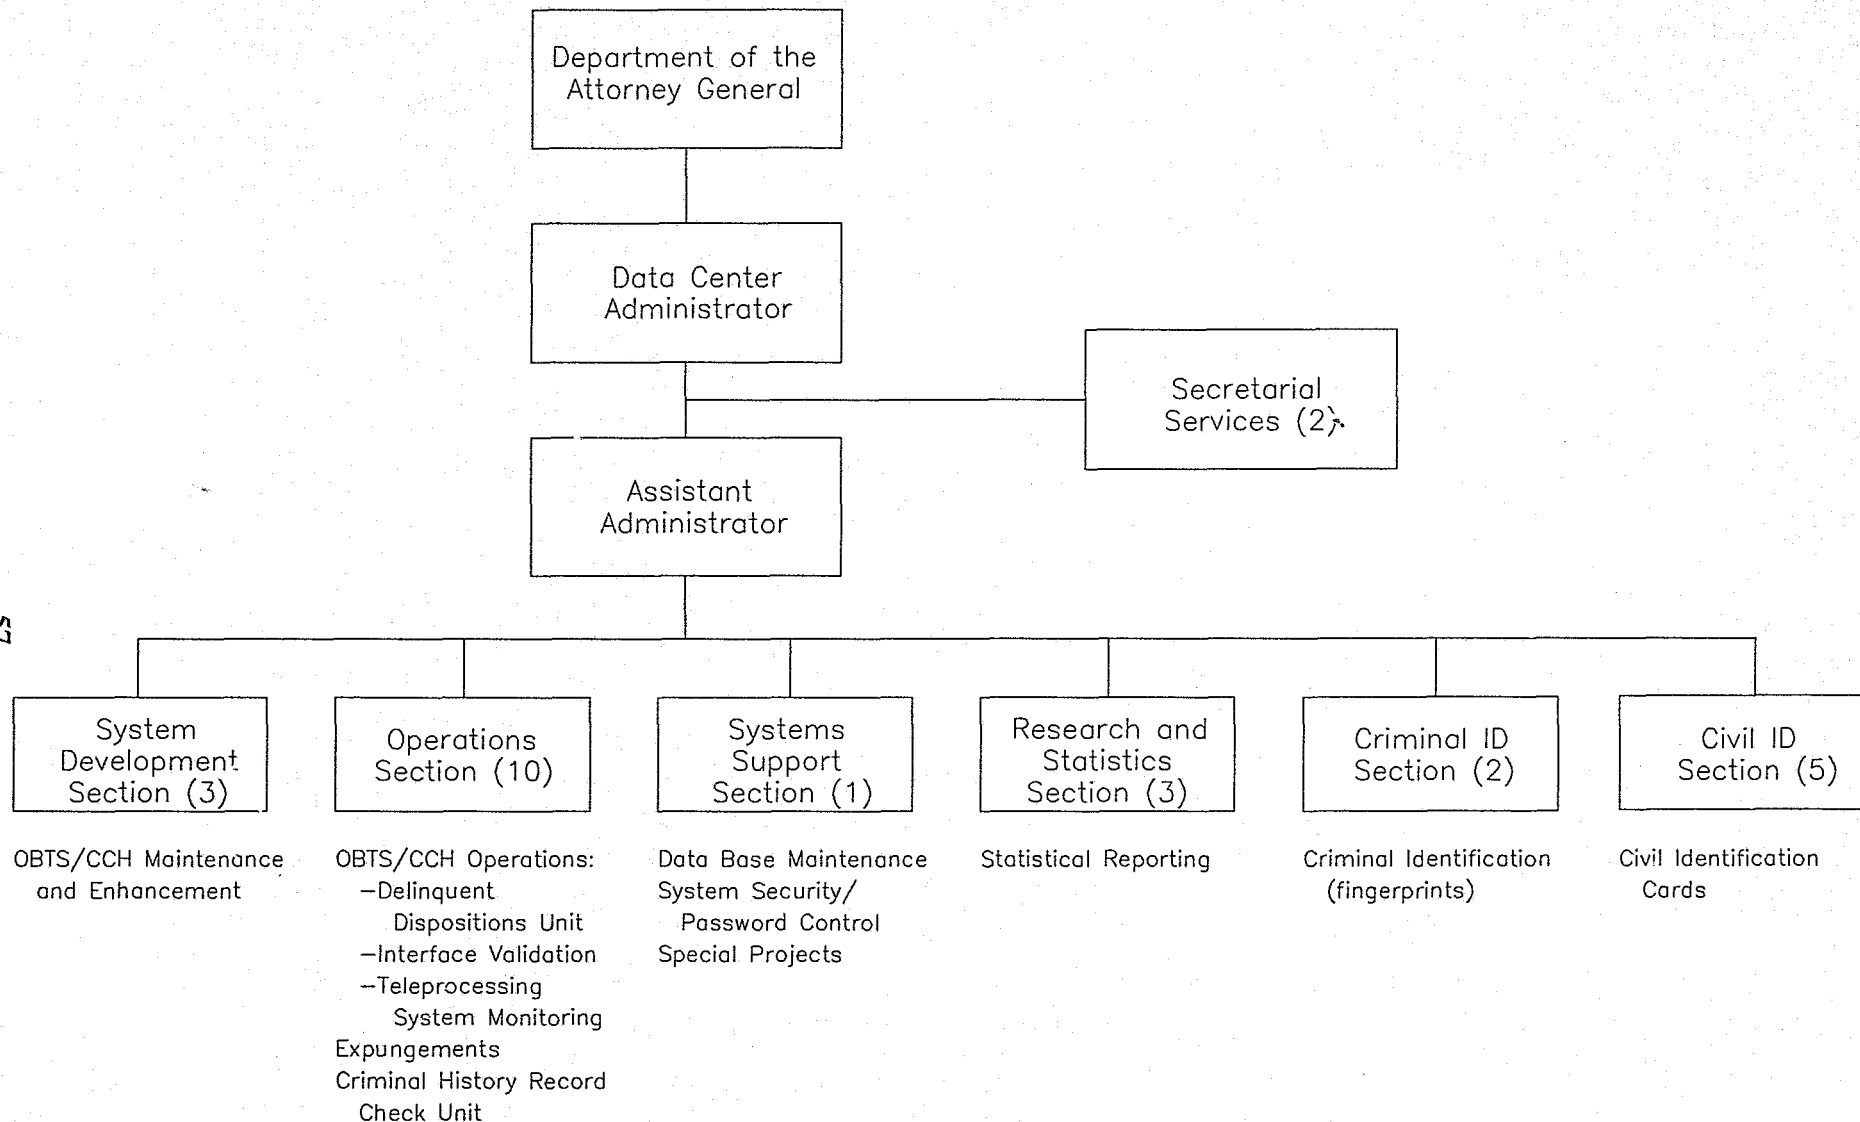 Department of the
Attorney General
Data Center
Administrator
Secretarial
Services (2)
Assistant
Administrator
System
Development
Section (3)
Operations
Section (10)
Systems
Support
Section (1)
Research and
Statistics
Section (3)
Criminal ID
Section (2)
Civil ID
Section (5)
OBTS/CCH Maintenance
and Enhancement
OBTS/CCH Operations:
–Delinquent
Dispositions Unit
–Interface Validation
–Teleprocessing
System Monitoring
Expungements
Criminal History Record
Check Unit
Data Base Maintenance
System Security/
Password Control
Special Projects
Statistical Reporting
Criminal Identification
(fingerprints)
Civil Identification
Cards